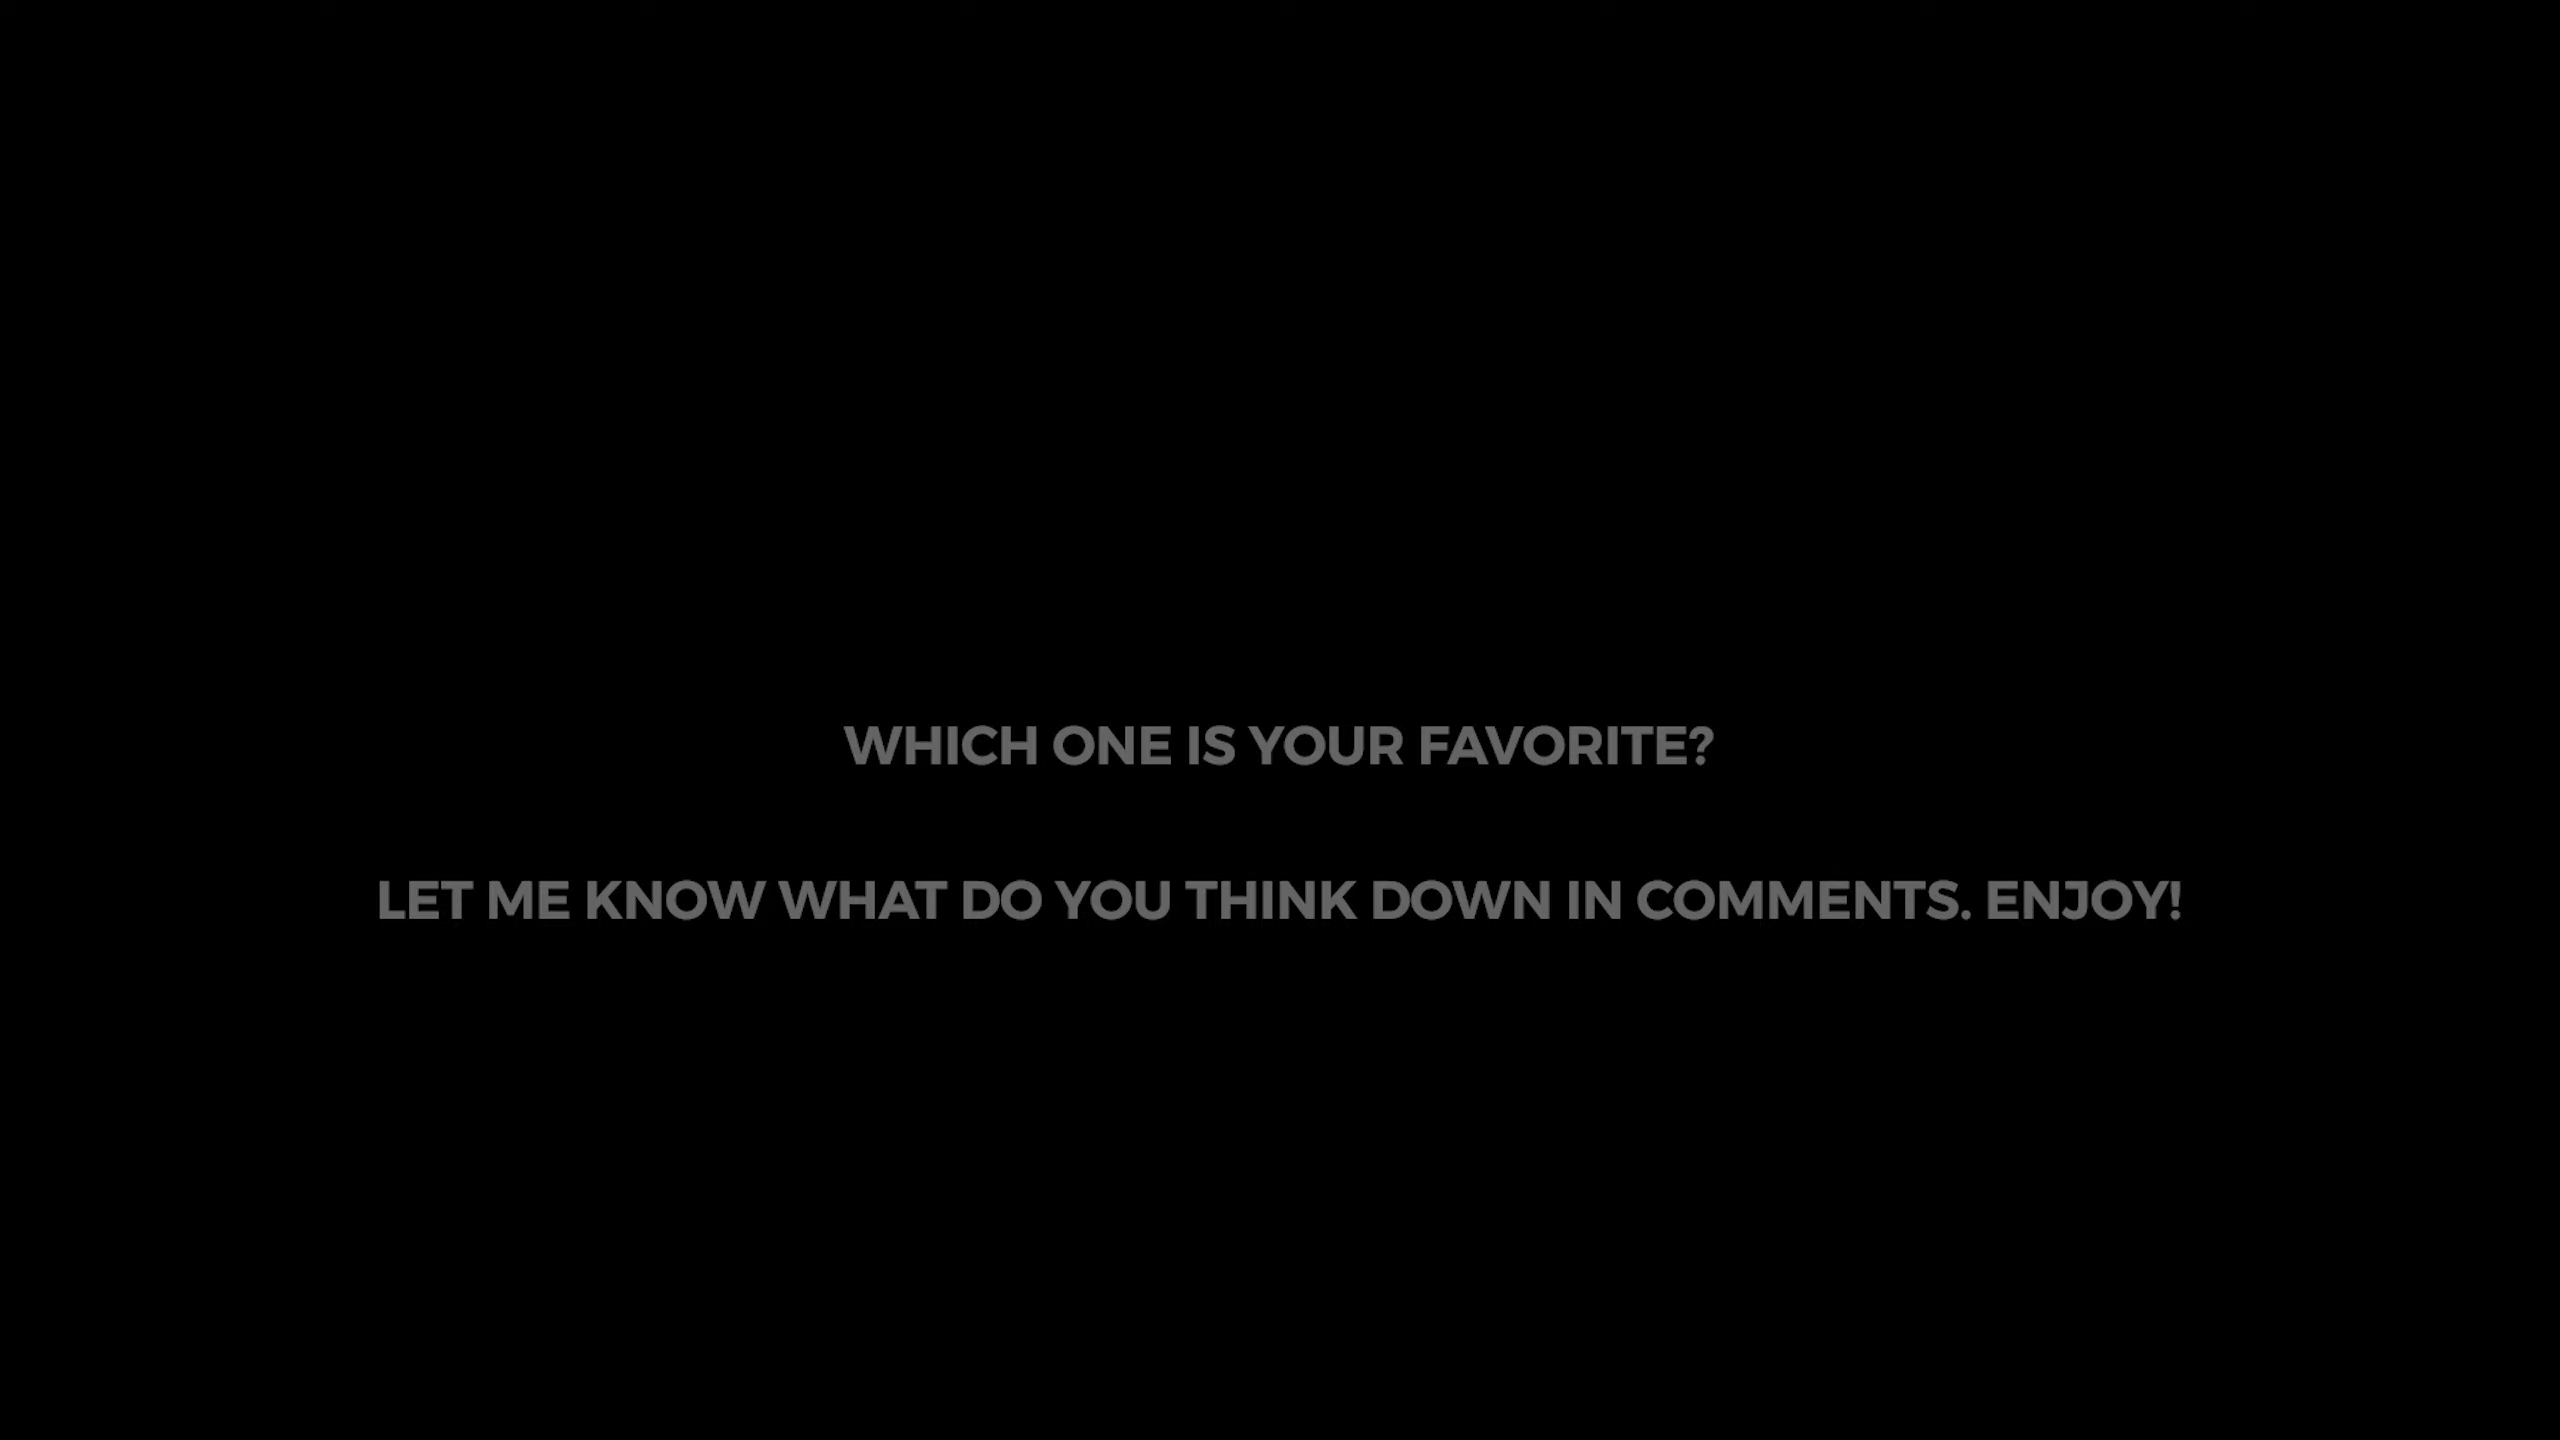 WHICH ONE IS YOUR FAVORITE?
LET ME KNOW WHAT DO YOU THINK DOWN IN COMMENTS. ENJOY!